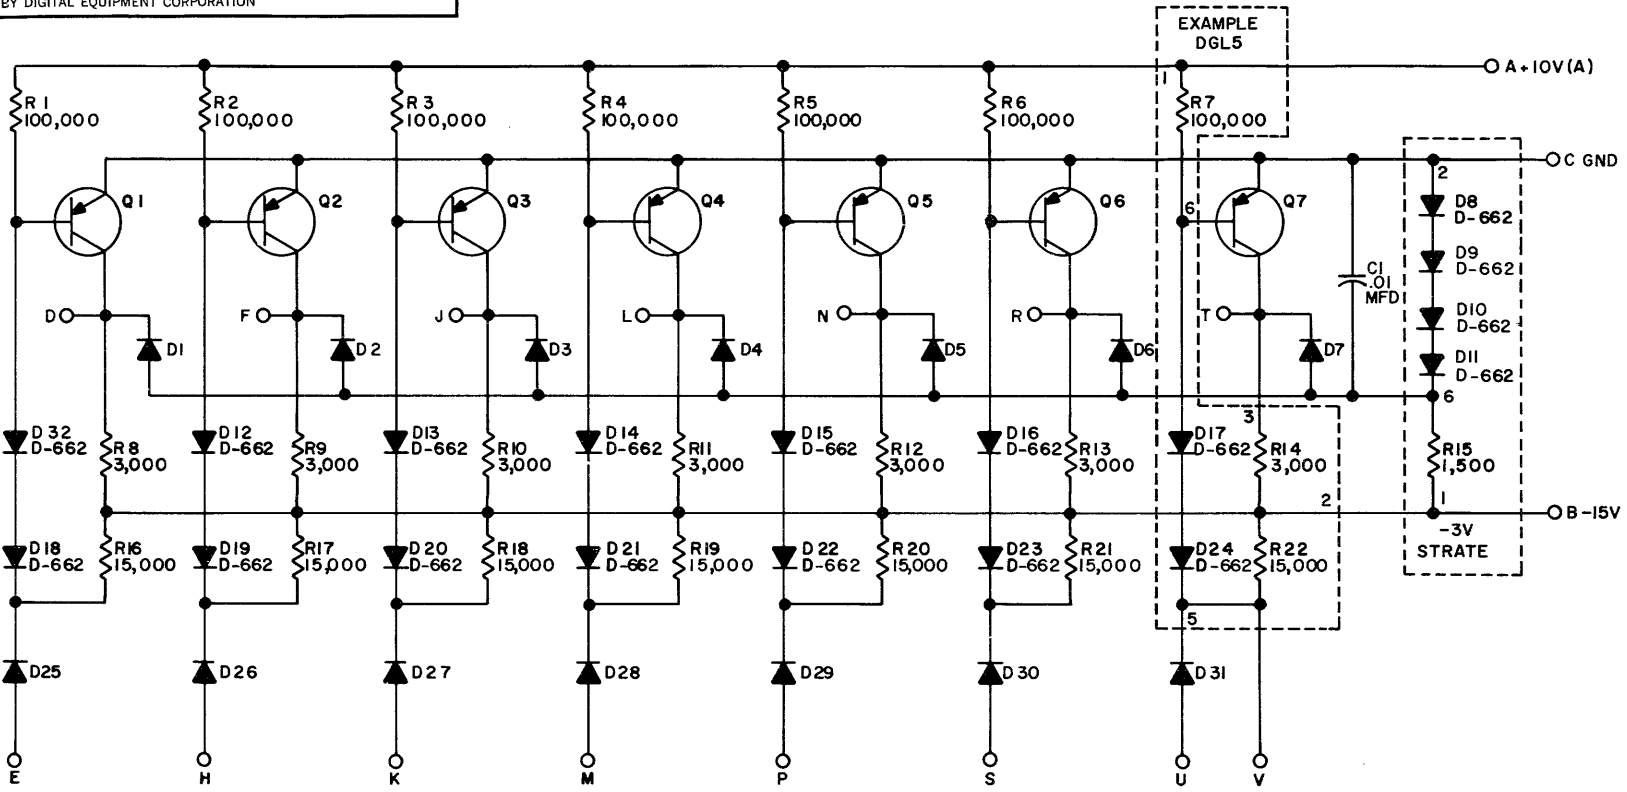 BY DIGITAL EQUIPMENT CORPORATION
EXAMPLE
DGL5
A+10V(A)
1
R1
100,000
R2
100,000
R3
100,000
R4
100,000
R5
100,000
R6
100,000
R7
100,000
C GND
2
Q1
Q2
Q3
Q4
Q5
Q6
6
Q7
D8
D-662
D9
D-662
C1
.01
MFD
D10
D-662
D11
D-662
D
F
J
L
N
R
T
D1
D2
D3
D4
D5
D6
D7
6
3
D32
D-662
R8
3,000
D12
D-662
R9
3,000
D13
D-662
R10
3,000
D14
D-662
R11
3,000
D15
D-662
R12
3,000
D16
D-662
R13
3,000
D17
D-662
R14
3,000
R15
1,500
2
1
B-15V
-3V
STRATE
D18
D-662
R16
15,000
D19
D-662
R17
15,000
D20
D-662
R18
15,000
D21
D-662
R19
15,000
D22
D-662
R20
15,000
D23
D-662
R21
15,000
D24
D-662
R22
15,000
5
D25
D26
D27
D28
D29
D30
D31
E
H
K
M
P
S
U
V